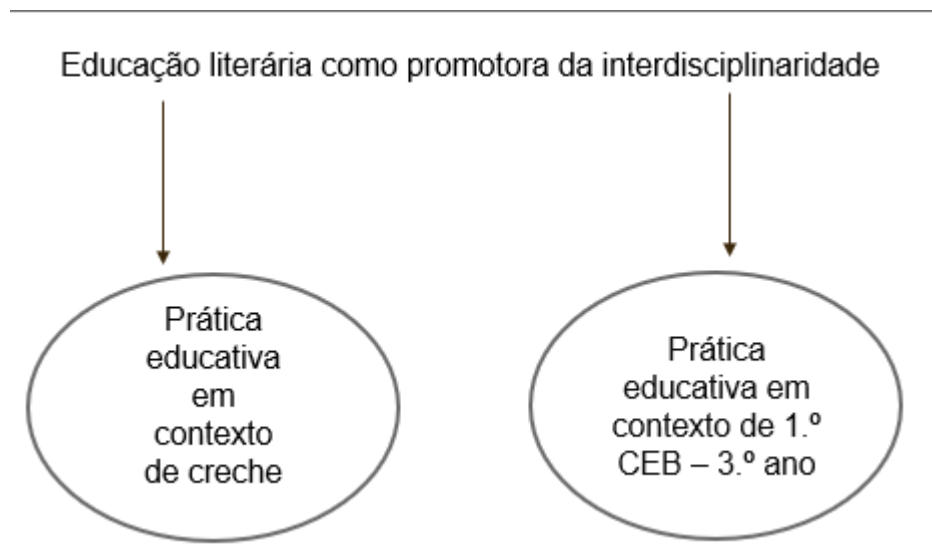 Educação literária como promotora da interdisciplinaridade
Prática
educativa
em
contexto
de creche
Prática
educativa em
contexto de 1.º
CEB – 3.º ano